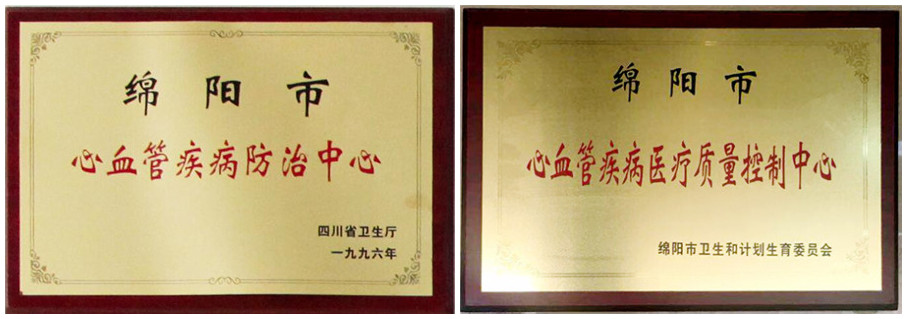 绵阳市
心血管疾病防治中心
四川省卫生厅
一九九六年
绵阳市
心血管疾病医疗质量控制中心
绵阳市卫生和计划生育委员会